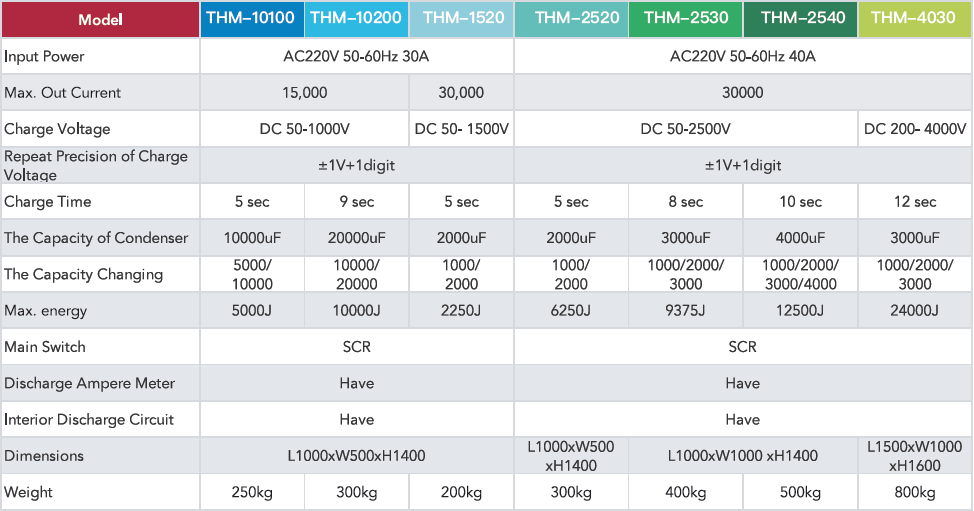 Model THM–10100 THM–10200 THM–1520 THM–2520 THM–2530 THM–2540 THM–4030
Input Power AC220V 50-60Hz 30A AC220V 50-60Hz 40A
Max. Out Current 15,000 30,000 30000
Charge Voltage DC 50-1000V DC 50- 1500V DC 50-2500V DC 200- 4000V
Repeat Precision of Charge
Voltage ±1V+1digit ±1V+1digit
Charge Time 5 sec 9 sec 5 sec 5 sec 8 sec 10 sec 12 sec
The Capacity of Condenser 10000uF 20000uF 2000uF 2000uF 3000uF 4000uF 3000uF
The Capacity Changing 5000/ 10000/ 1000/ 1000/ 1000/2000/ 1000/2000/ 1000/2000/
10000 20000 2000 2000 3000 3000/4000 3000
Max. energy 5000J 10000J 2250J 6250J 9375J 12500J 24000J
Main Switch SCR SCR
Discharge Ampere Meter Have Have
Interior Discharge Circuit Have Have
Dimensions L1000xW500xH1400 L1000xW500 L1000xW1000 xH1400 L1500xW1000
xH1400 xH1600
Weight 250kg 300kg 200kg 300kg 400kg 500kg 800kg